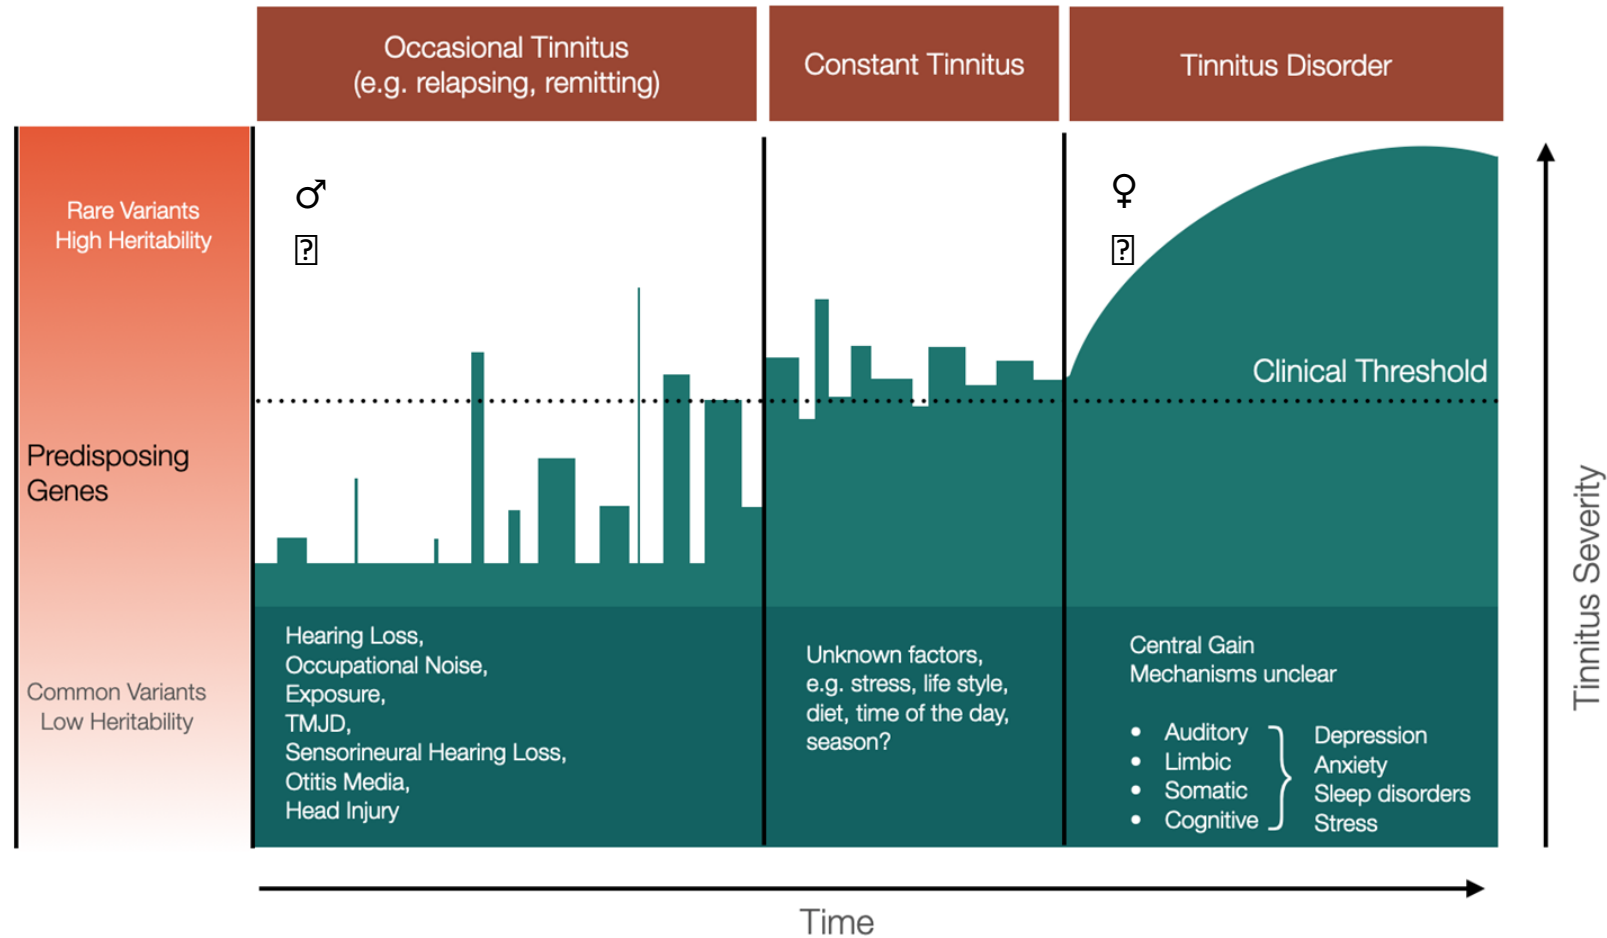 Occasional Tinnitus
(e.g. relapsing, remitting)
Constant Tinnitus
Tinnitus Disorder
Rare Variants
High Heritability
Predisposing
Genes
Common Variants
Low Heritability
♂
?
♀
?
Clinical Threshold
Hearing Loss,
Occupational Noise,
Exposure,
TMJD,
Sensorineural Hearing Loss,
Otitis Media,
Head Injury
Unknown factors,
e.g. stress, life style,
diet, time of the day,
season?
Central Gain
Mechanisms unclear
• Auditory
• Limbic
• Somatic
• Cognitive
Depression
Anxiety
Sleep disorders
Stress
Tinnitus Severity
Time